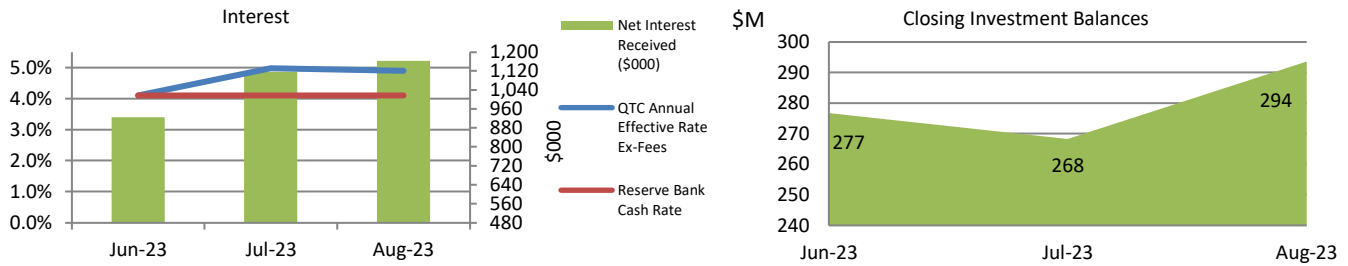 Interest
5.0%
4.0%
3.0%
2.0%
1.0%
0.0%
1,200
1,120
1,040
960
880
800
720
640
560
480
$000
Jun-23
Jul-23
Aug-23
Net Interest
Received
($000)
QTC Annual
Effective Rate
Ex-Fees
Reserve Bank
Cash Rate
$M
Closing Investment Balances
300
290
280
270
260
250
240
277
268
294
Jun-23
Jul-23
Aug-23